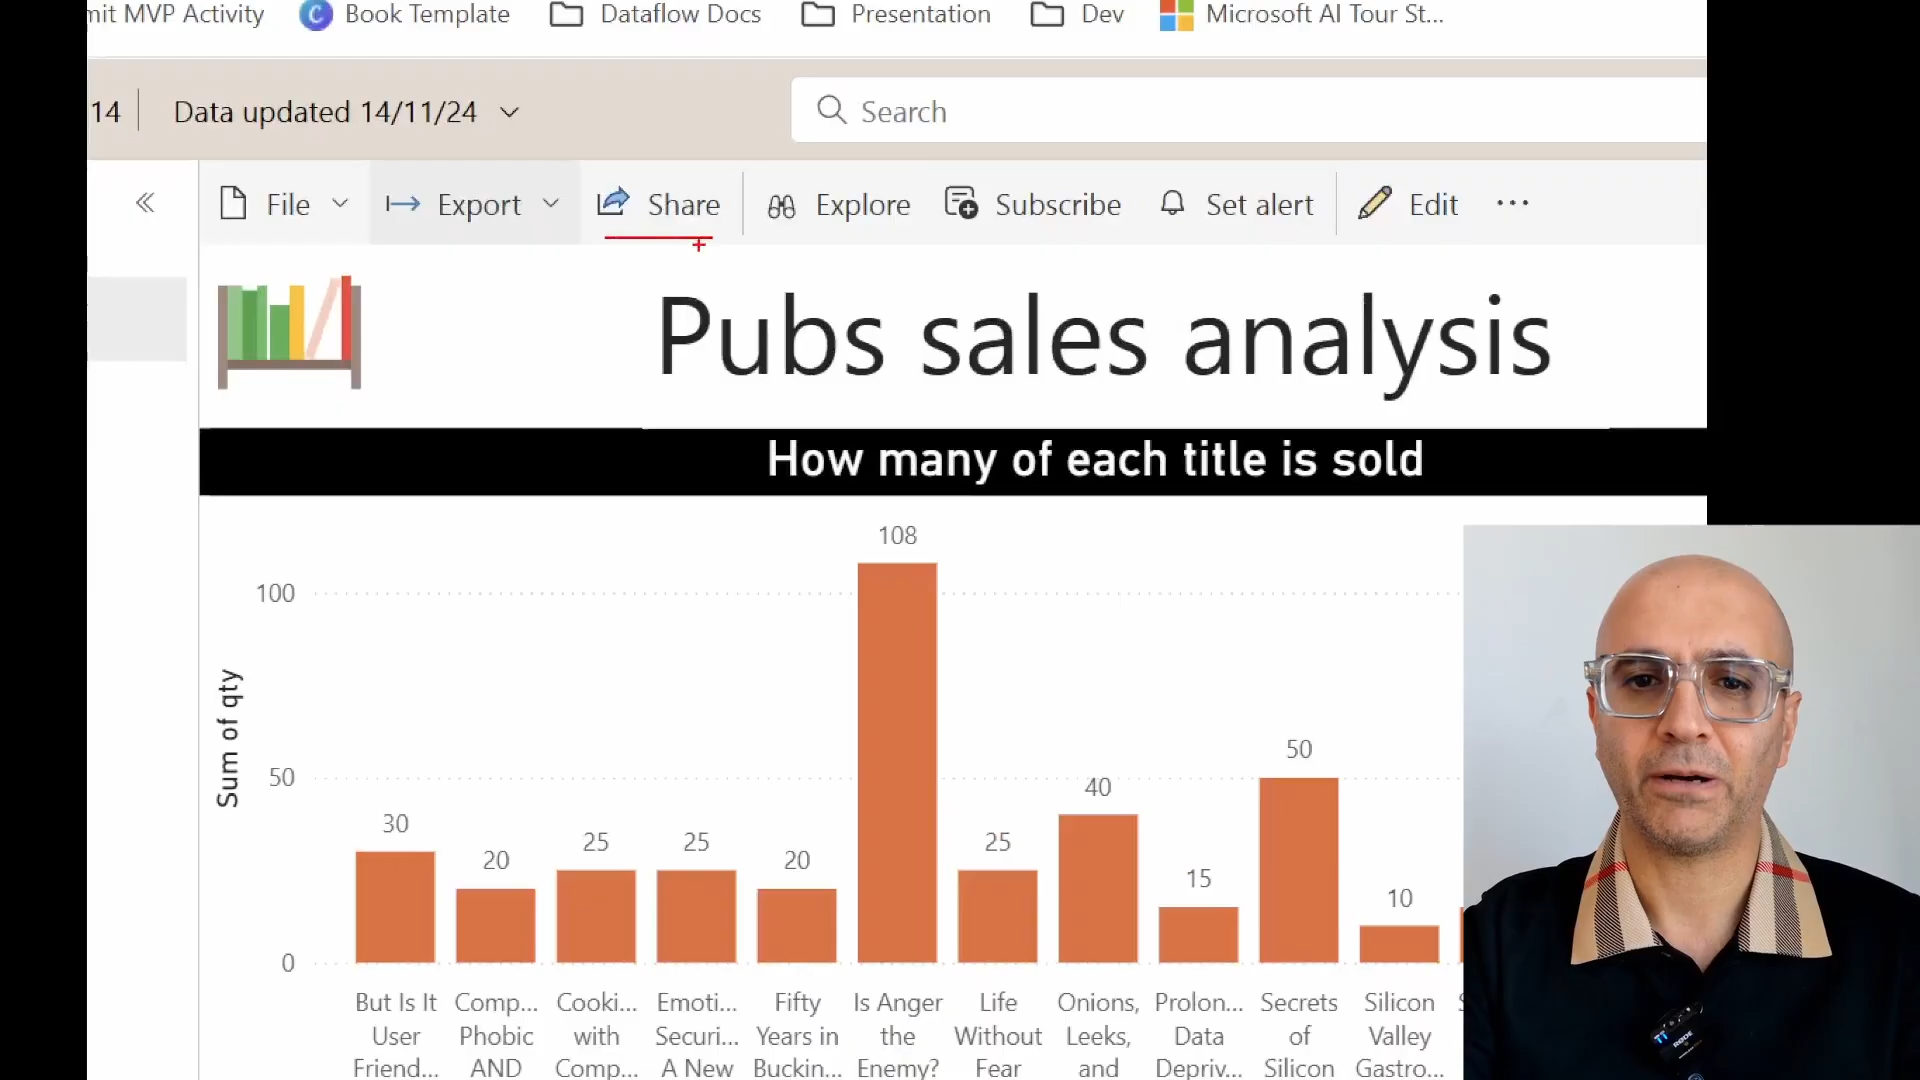 mit MVP Activity
C Book Template
Dataflow Docs
Presentation
Dev
Microsoft AI Tour St...
14
Data updated 14/11/24
Search
File
Export
Share
Explore
Subscribe
Set alert
Edit
Pubs sales analysis
How many of each title is sold
Sum of qty
100
50
0
30
20
25
25
20
108
25
40
15
50
10
But Is It
User
Friend...
Comp...
Phobic
AND
Cooki...
with
Comp...
Emoti...
Securi...
A New
Fifty
Years in
Buckin...
Is Anger
the
Enemy?
Life
Without
Fear
Onions,
Leeks,
and
Prolon...
Data
Depriv...
Secrets
of
Silicon
Silicon
Valley
Gastro...
RØDE